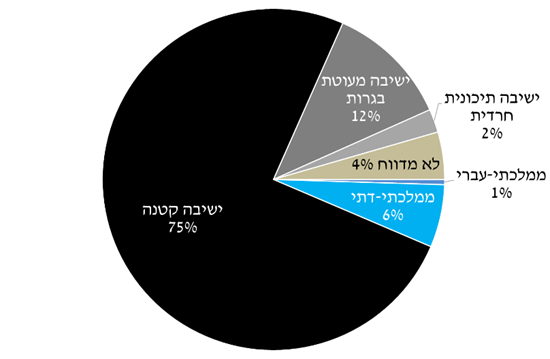 ישיבה מעוטת
בגרות
12%
ישיבה תיכונית
חרדית
2%
לא מדווח 4%
ממלכתי-עברי
1%
ממלכתי-דתי
6%
ישיבה קטנה
75%